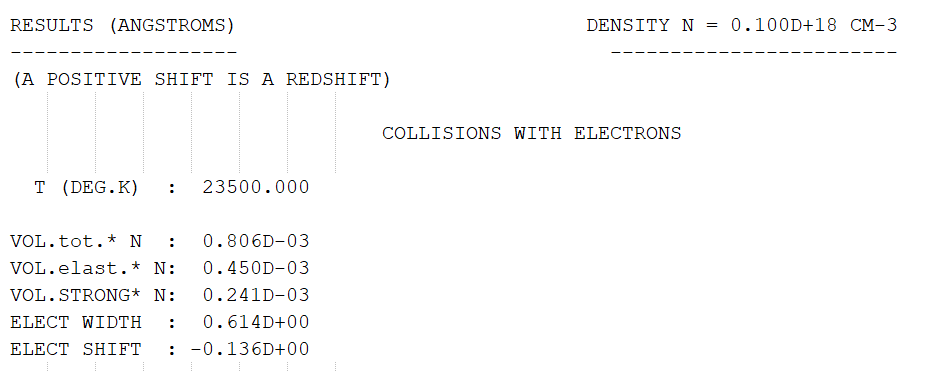 RESULTS (ANGSTROMS) DENSITY N = 0.100D+18 CM-3
------------------- ------------------------
(A POSITIVE SHIFT IS A REDSHIFT)
COLLISIONS WITH ELECTRONS
T (DEG.K) : 23500.000
VOL.tot.* N : 0.806D-03
VOL.elast.* N: 0.450D-03
VOL.STRONG* N: 0.241D-03
ELECT WIDTH : 0.614D+00
ELECT SHIFT : -0.136D+00